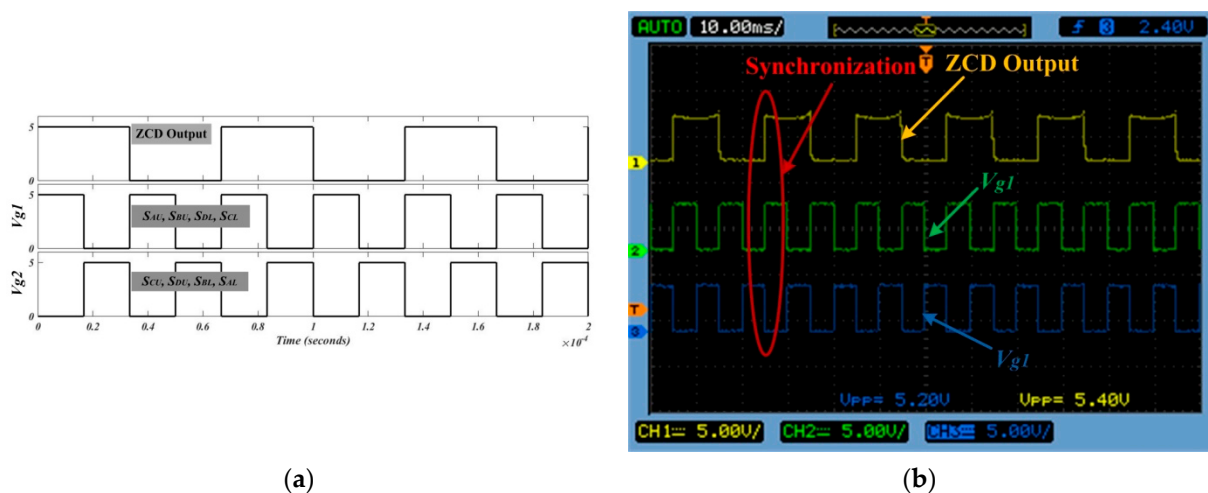 ZCD Output
5
0
Vg1
SAU, SBU, SDL, SCL
5
0
Vg2
SCU, SDU, SBL, SAL
5
0
0 0.2 0.4 0.6 0.8 1 1.2 1.4 1.6 1.8 2
Time (seconds)
×10-4
(a)
AUTO 10.00ms/ T 3 2.40V
T
Synchronization ZCD Output
1
Vg1
2
T
3
Vg1
Vpp= 5.20V Vpp= 5.40V
CH1 5.00V/ CH2 5.00V/ CH3 5.00V/
(b)